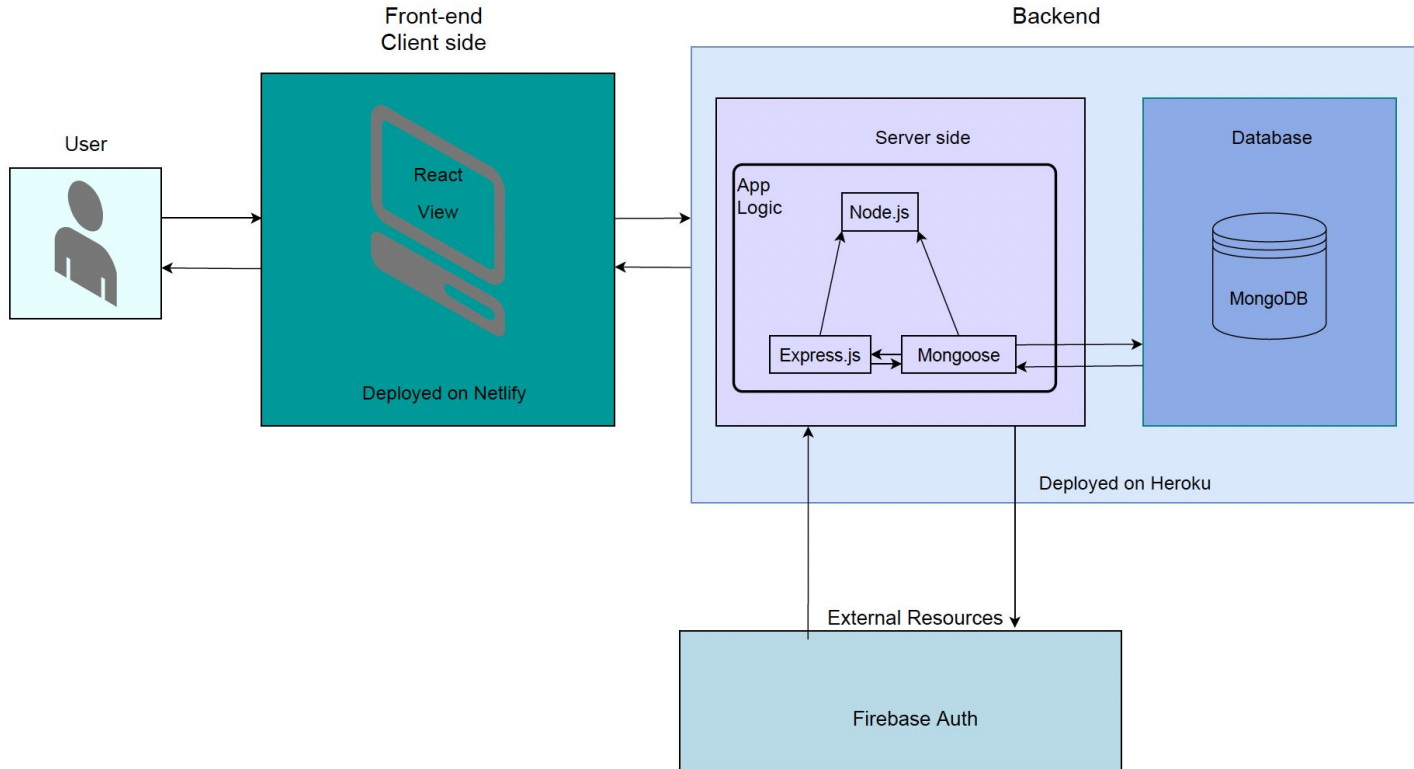 Front-end
Client side
Backend
User
React
View
Deployed on Netlify
Server side
App
Logic
Node.js
Express.js
Mongoose
Database
MongoDB
Deployed on Heroku
External Resources
Firebase Auth